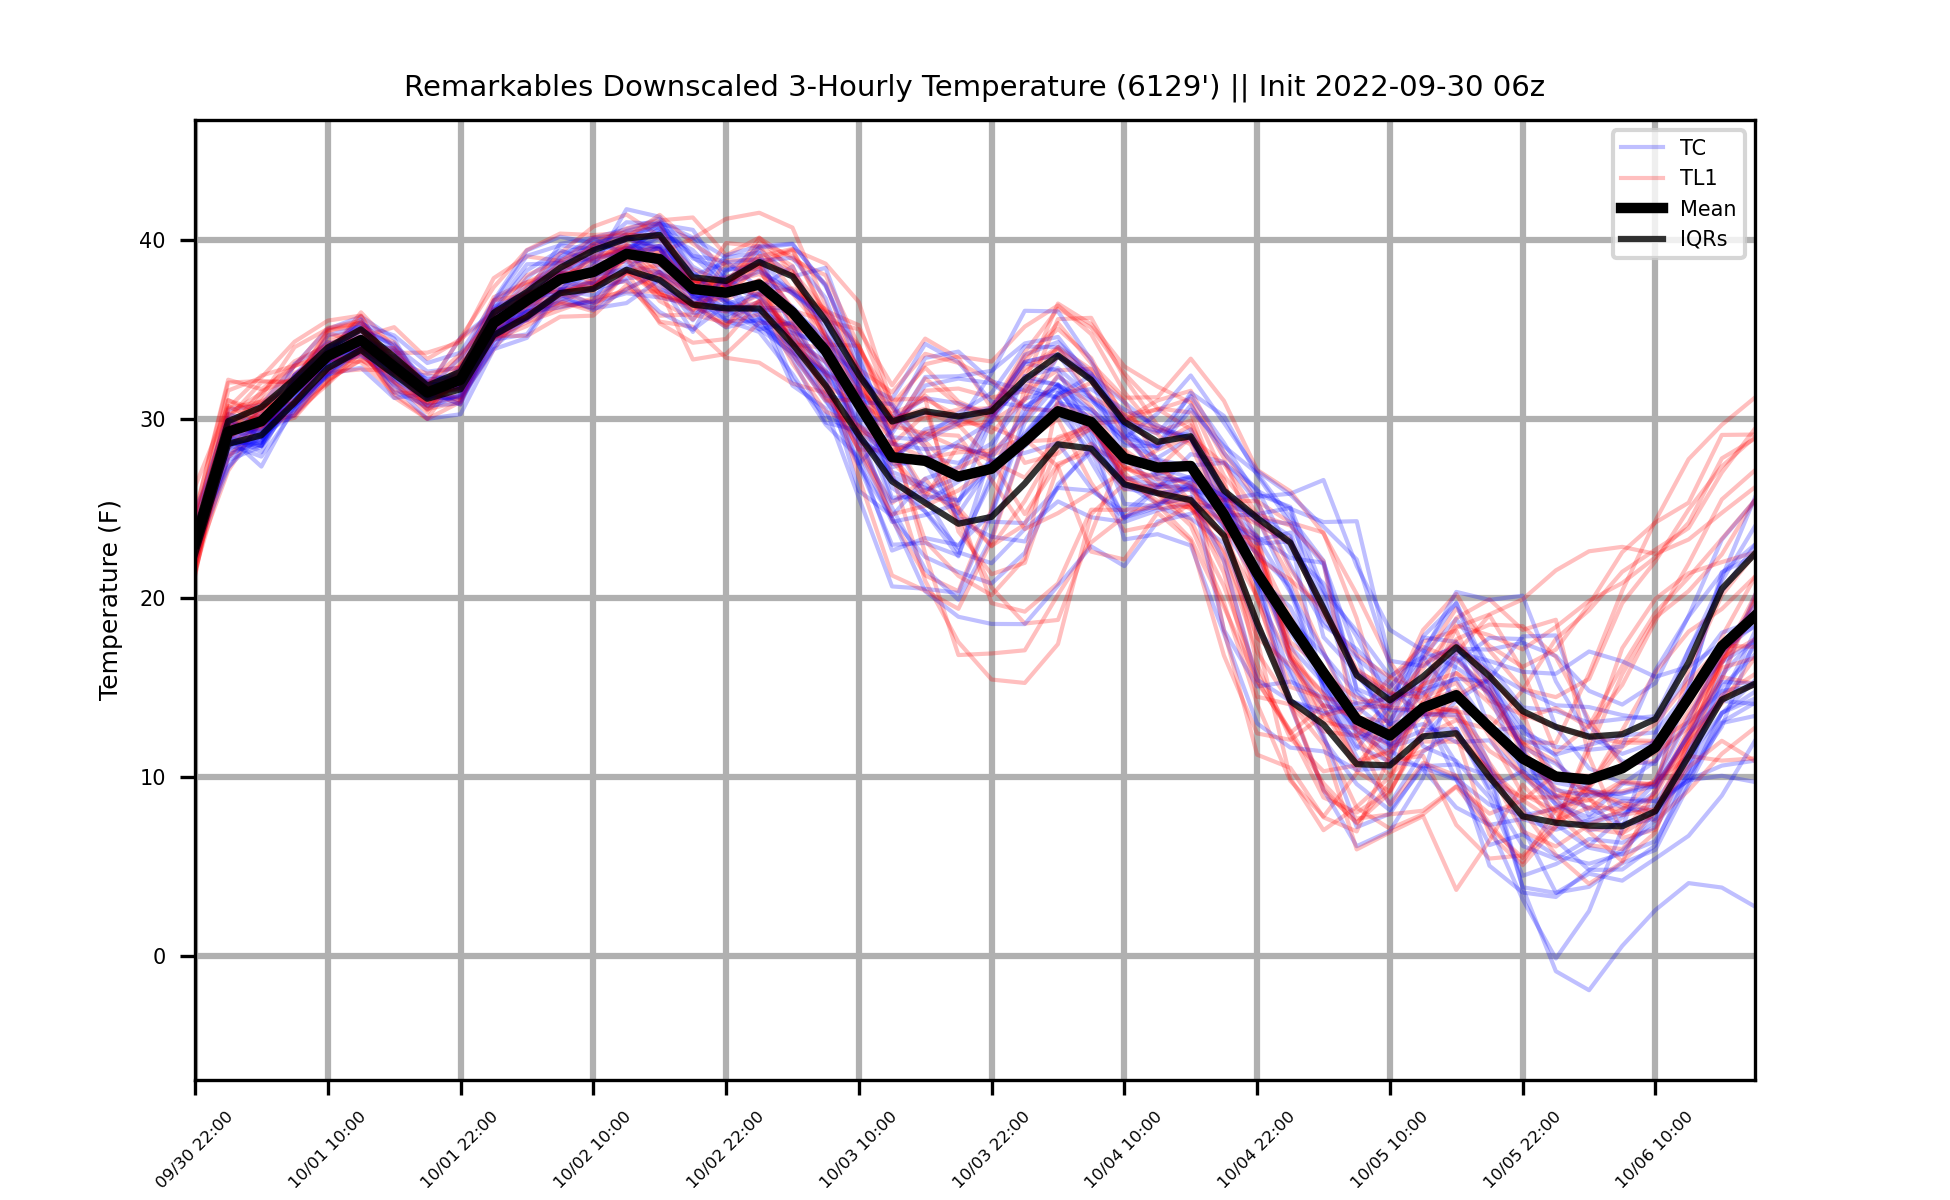 Remarkables Downscaled 3-Hourly Temperature (6129') || Init 2022-09-30 06z
TC
TL1
Mean
IQRs
Temperature (F)
40
30
20
10
0
09/30 22:00
10/01 10:00
10/01 22:00
10/02 10:00
10/02 22:00
10/03 10:00
10/03 22:00
10/04 10:00
10/04 22:00
10/05 10:00
10/05 22:00
10/06 10:00